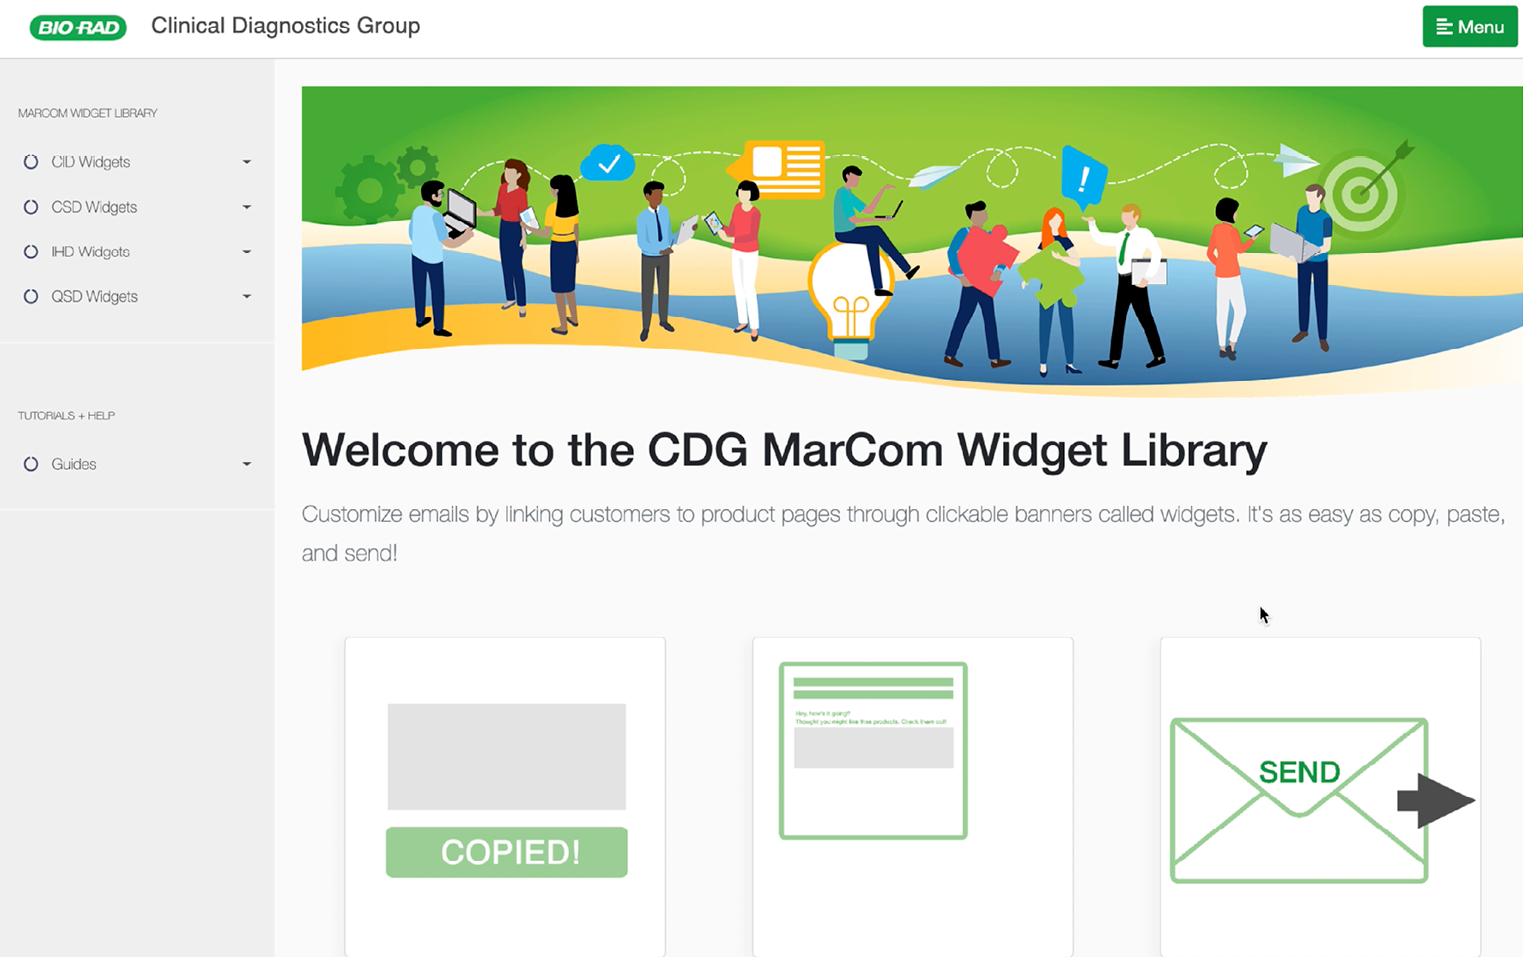 BIO-RAD Clinical Diagnostics Group
Menu
MARCOM WIDGET LIBRARY
CID Widgets
CSD Widgets
IHD Widgets
QSD Widgets
TUTORIALS + HELP
Guides
!
Welcome to the CDG MarCom Widget Library
Customize emails by linking customers to product pages through clickable banners called widgets. It's as easy as copy, paste,
and send!
COPIED!
Hey, how's it going?
Thought you might like thse products. Check them out!
SEND